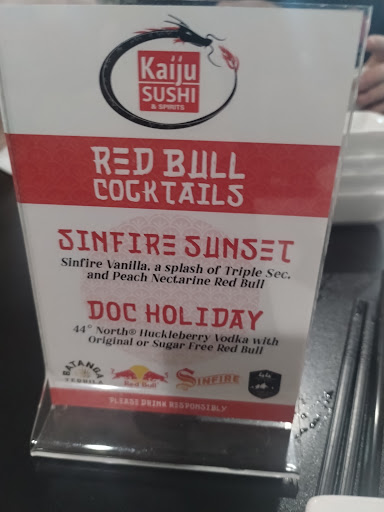 Kaiju
SUSHI
& SPIRITS
RED BULL
COCKTAILS
SINFIRE SUNSET
Sinfire Vanilla, a splash of Triple Sec,
and Peach Nectarine Red Bull
DOC HOLIDAY
44° North® Huckleberry Vodka with
Original or Sugar Free Red Bull
BATANGA
TEQUILA
Red Bull
SINFIRE
44
PLEASE DRINK RESPONSIBLY